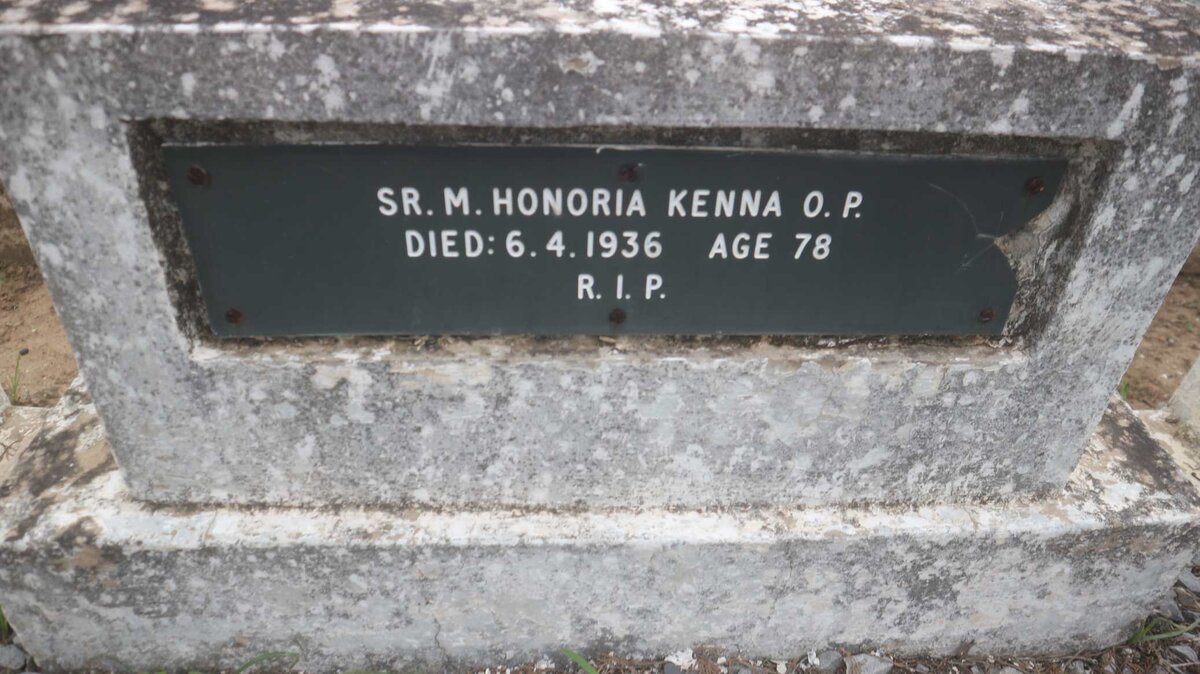 SR. M. HONORIA KENNA O. P.
DIED: 6. 4. 1936 AGE 78
R. I. P.